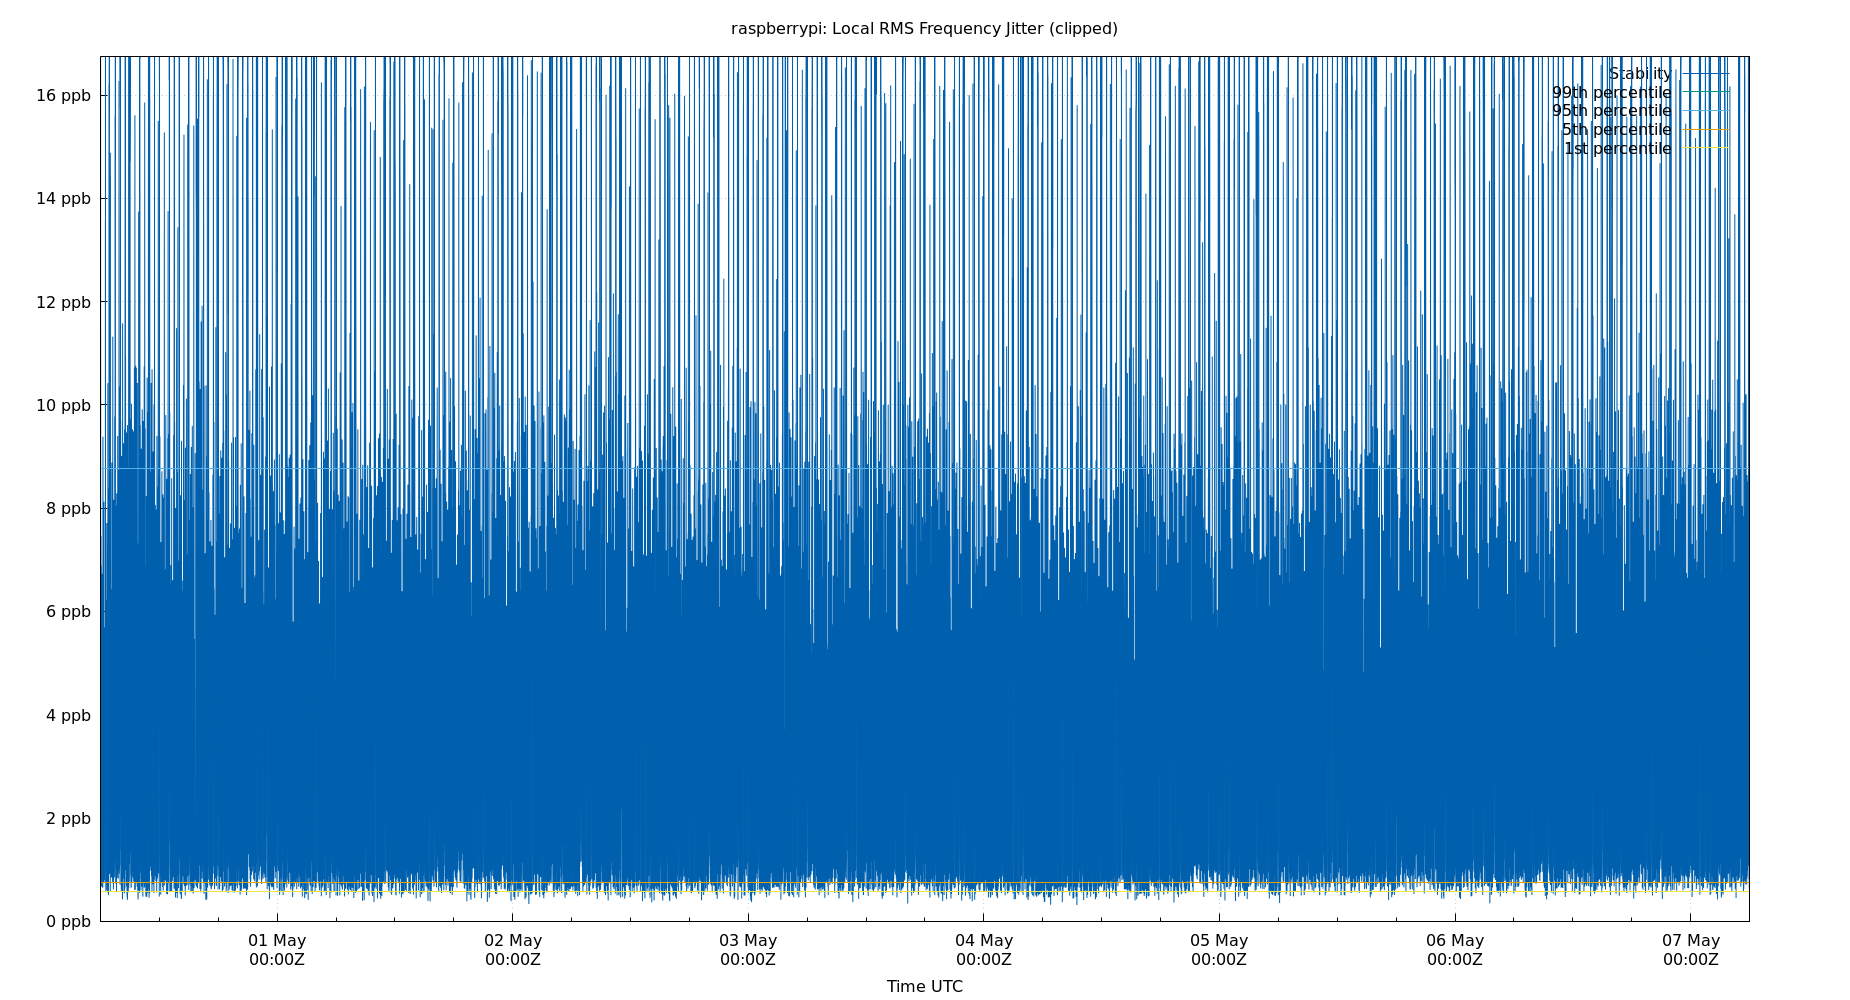 raspberrypi: Local RMS Frequency Jitter (clipped)
Stability
99th percentile
95th percentile
5th percentile
1st percentile
16 ppb
14 ppb
12 ppb
10 ppb
8 ppb
6 ppb
4 ppb
2 ppb
0 ppb
01 May 02 May 03 May 04 May 05 May 06 May 07 May
00:00Z 00:00Z 00:00Z 00:00Z 00:00Z 00:00Z 00:00Z
Time UTC